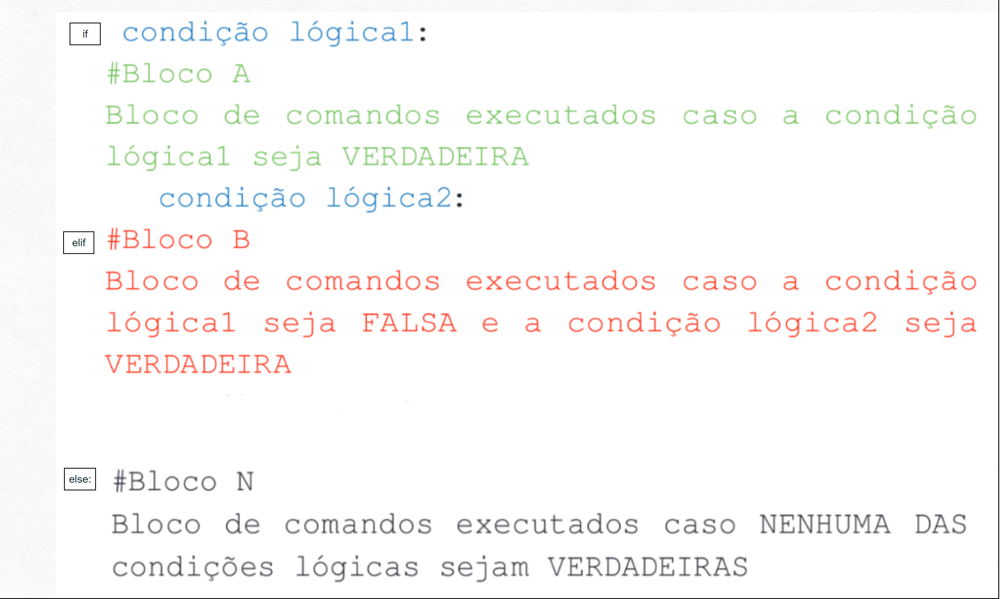 if condição lógica1:
#Bloco A
Bloco de comandos executados caso a condição
lógica1 seja VERDADEIRA
condição lógica2:
elif #Bloco B
Bloco de comandos executados caso a condição
lógica1 seja FALSA e a condição lógica2 seja
VERDADEIRA
else: #Bloco N
Bloco de comandos executados caso NENHUMA DAS
condições lógicas sejam VERDADEIRAS